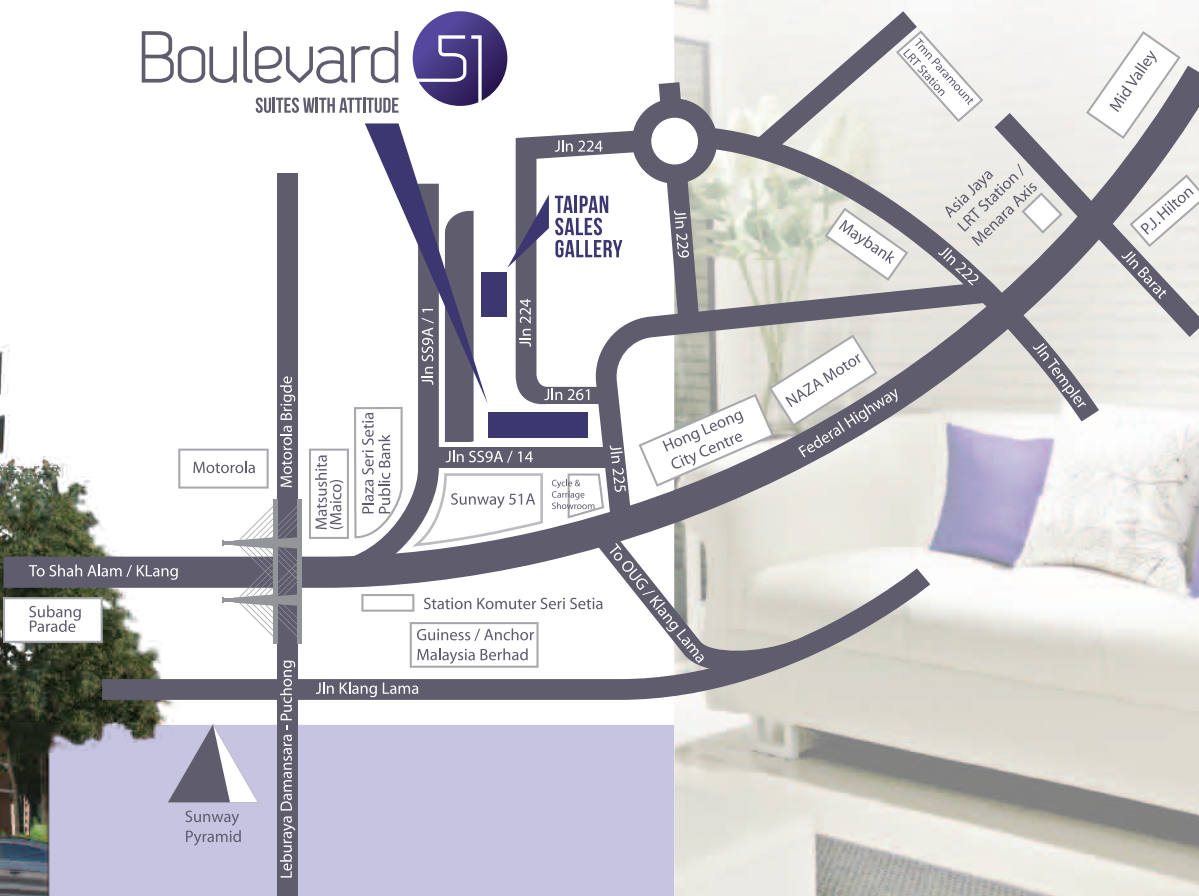 Boulevard 51
SUITES WITH ATTITUDE
TAIPAN
SALES
GALLERY
Jln 224
Jln 229
Jln 224
Jln 261
Jln SS9A / 1
Jln SS9A / 14
Jln 225
Jln 222
Tmn Paramount
LRT Station
Mid Valley
Asia Jaya
LRT Station /
Menara Axis
P.J. Hilton
Jln Barat
Maybank
Jln Templer
NAZA Motor
Hong Leong
City Centre
Federal Highway
Motorola Brigde
Motorola
Matsushita
(Maico)
Plaza Seri Setia
Public Bank
Sunway 51A
Cycle &
Carriage
Showroom
To Shah Alam / KLang
Subang
Parade
Station Komuter Seri Setia
Guiness / Anchor
Malaysia Berhad
To OUG / Klang Lama
Jln Klang Lama
Leburaya Damansara - Puchong
Sunway
Pyramid